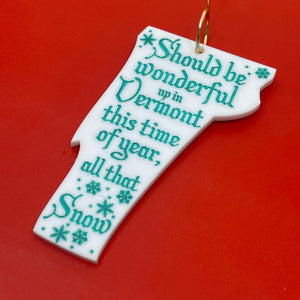 Should be
wonderful
up in
Vermont
this time
of year,
all that
Snow